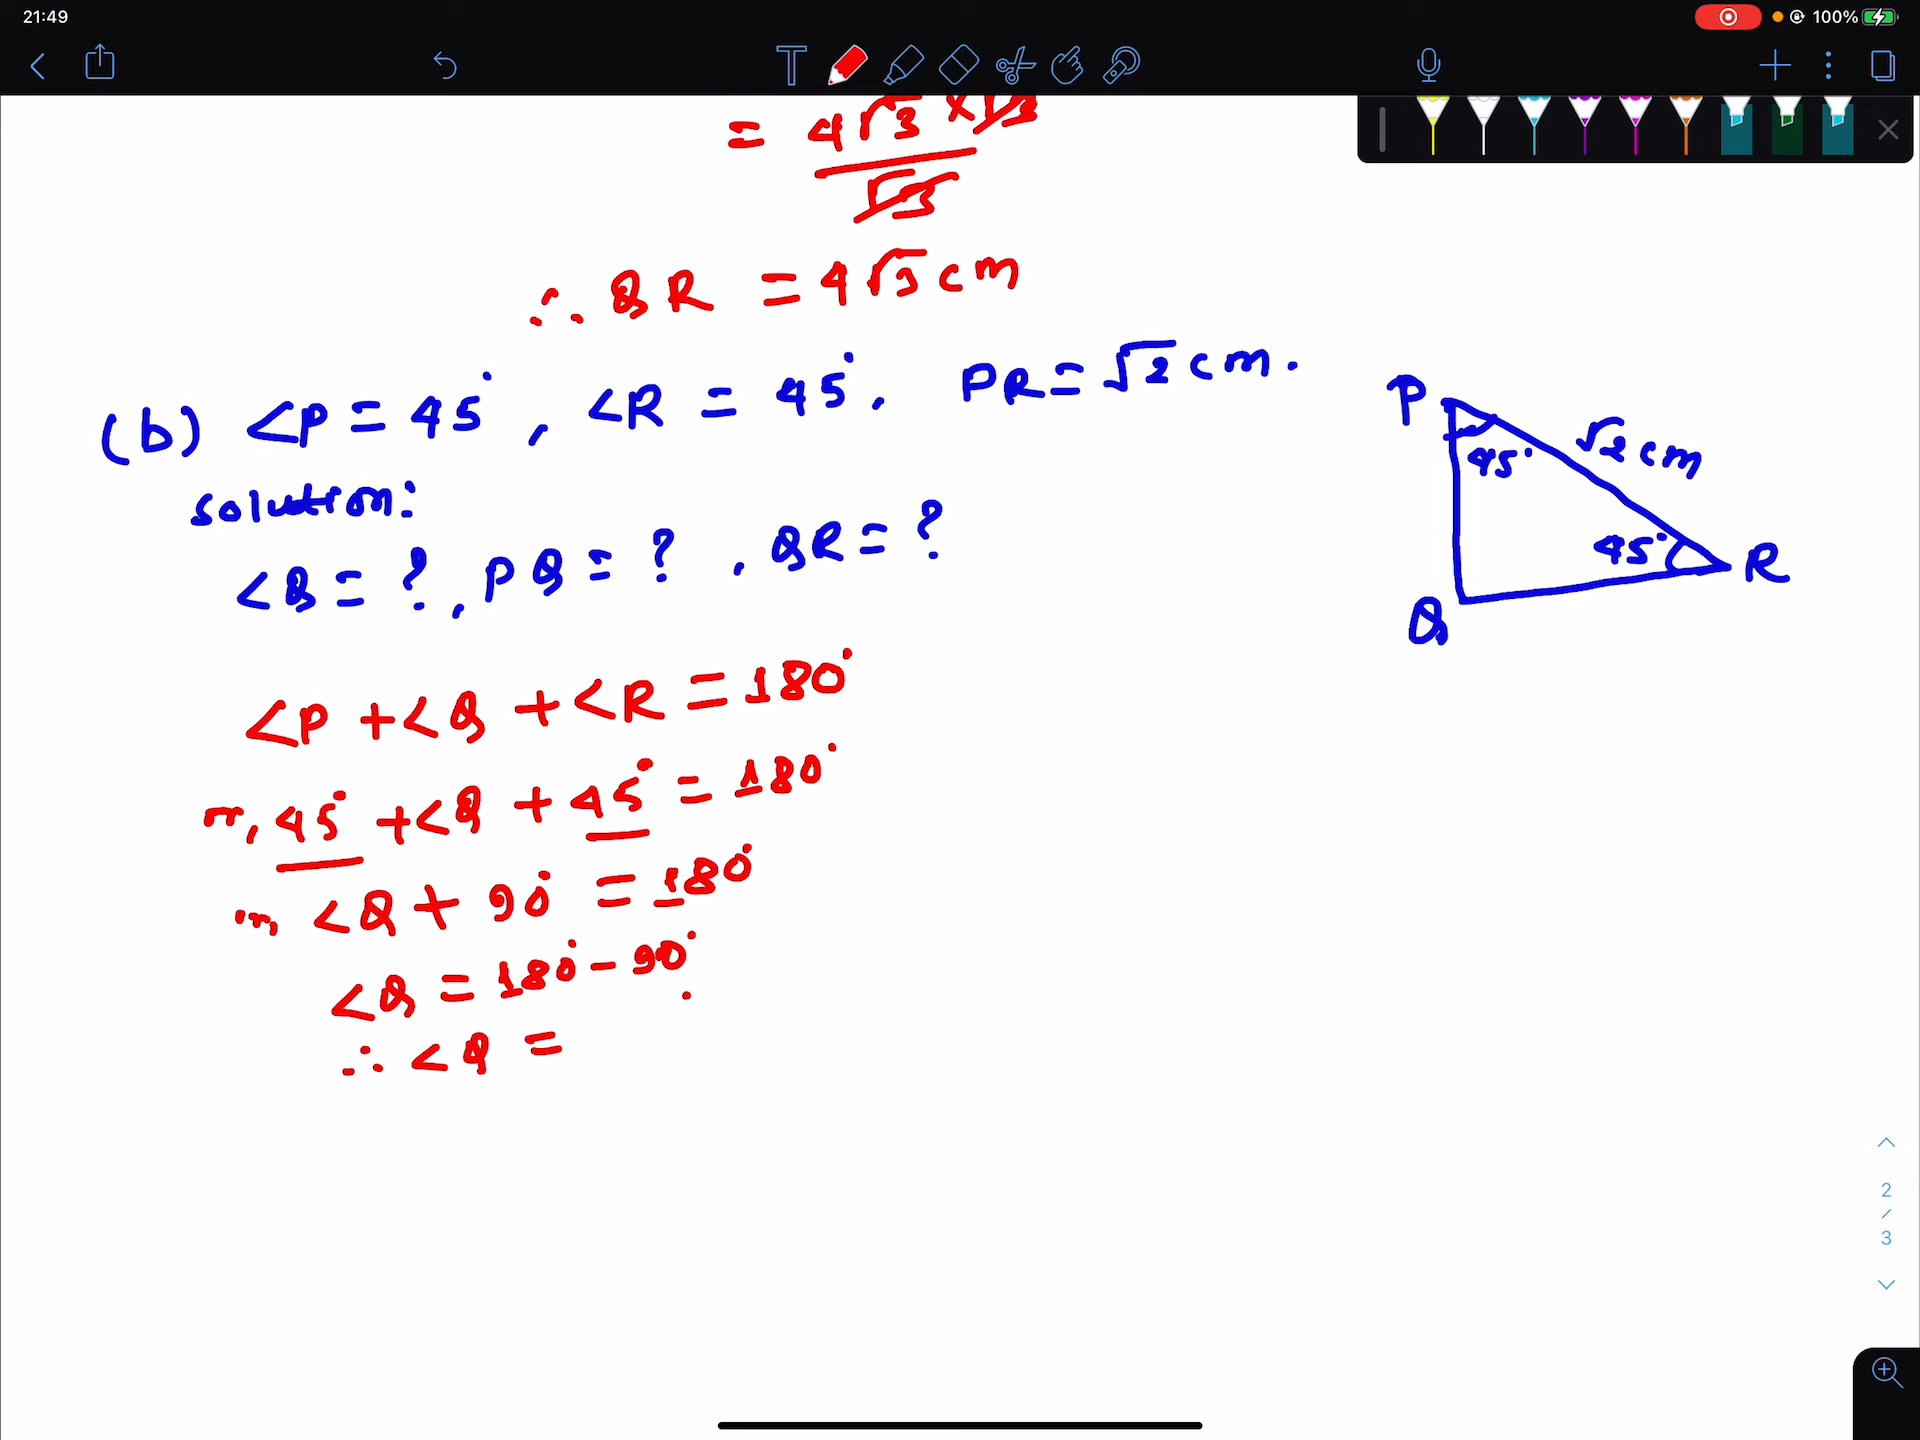 21:49
100%
= 4√3 × √3
√3
∴ QR = 4√3 cm
(b) <P = 45°, <R = 45°, PR = √2 cm.
solution:
<Q = ?, PQ = ?, QR = ?
P
√2 cm
45°
45°
R
Q
<P + <Q + <R = 180°
or, 45° + <Q + 45° = 180°
or, <Q + 90° = 180°
<Q = 180° - 90°
∴ <Q =
2
/
3